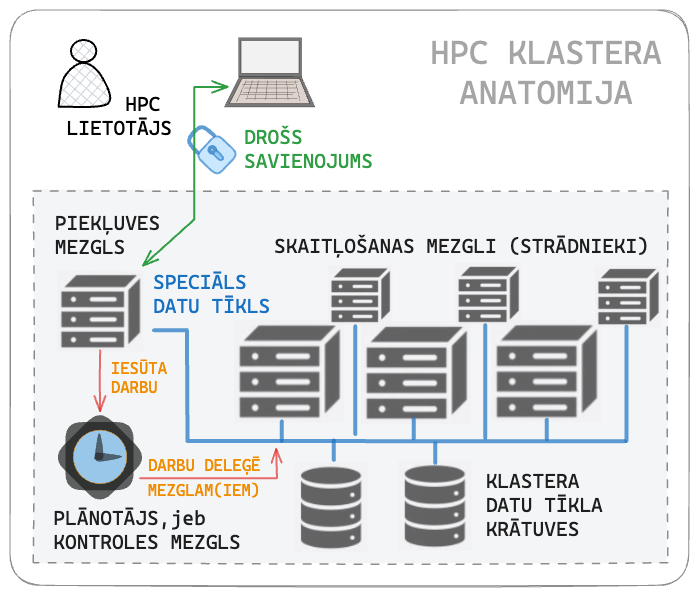 HPC KLASTERA
ANATOMIJA
HPC
LIETOTĀJS
DROŠS
SAVIENOJUMS
PIEKĻUVES
MEZGLS
SKAITĻOŠANAS MEZGLI (STRĀDNIEKI)
SPECIĀLS
DATU TĪKLS
IESŪTA
DARBU
DARBU DELEĢĒ
MEZGLAM(IEM)
PLĀNOTĀJS,jeb
KONTROLES MEZGLS
KLASTERA
DATU TĪKLA
KRĀTUVES